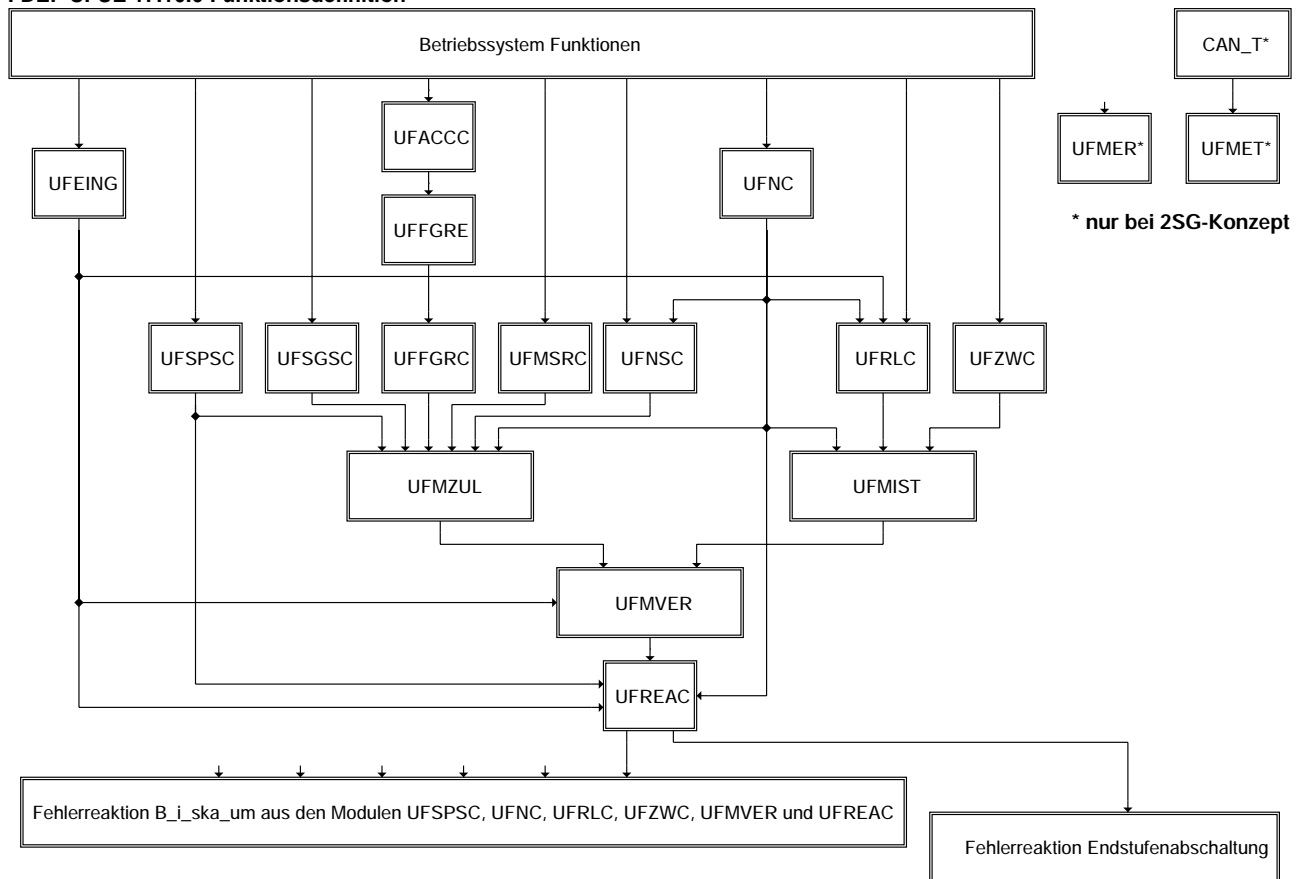 Betriebssystem Funktionen
CAN_T*
UFACCC
UFMER*
UFMET*
UFEING
UFNC
UFFGRE
* nur bei 2SG-Konzept
UFSPSC
UFSGSC
UFFGRC
UFMSRC
UFNSC
UFRLC
UFZWC
UFMZUL
UFMIST
UFMVER
UFREAC
Fehlerreaktion B_i_ska_um aus den Modulen UFSPSC, UFNC, UFRLC, UFZWC, UFMVER und UFREAC
Fehlerreaktion Endstufenabschaltung